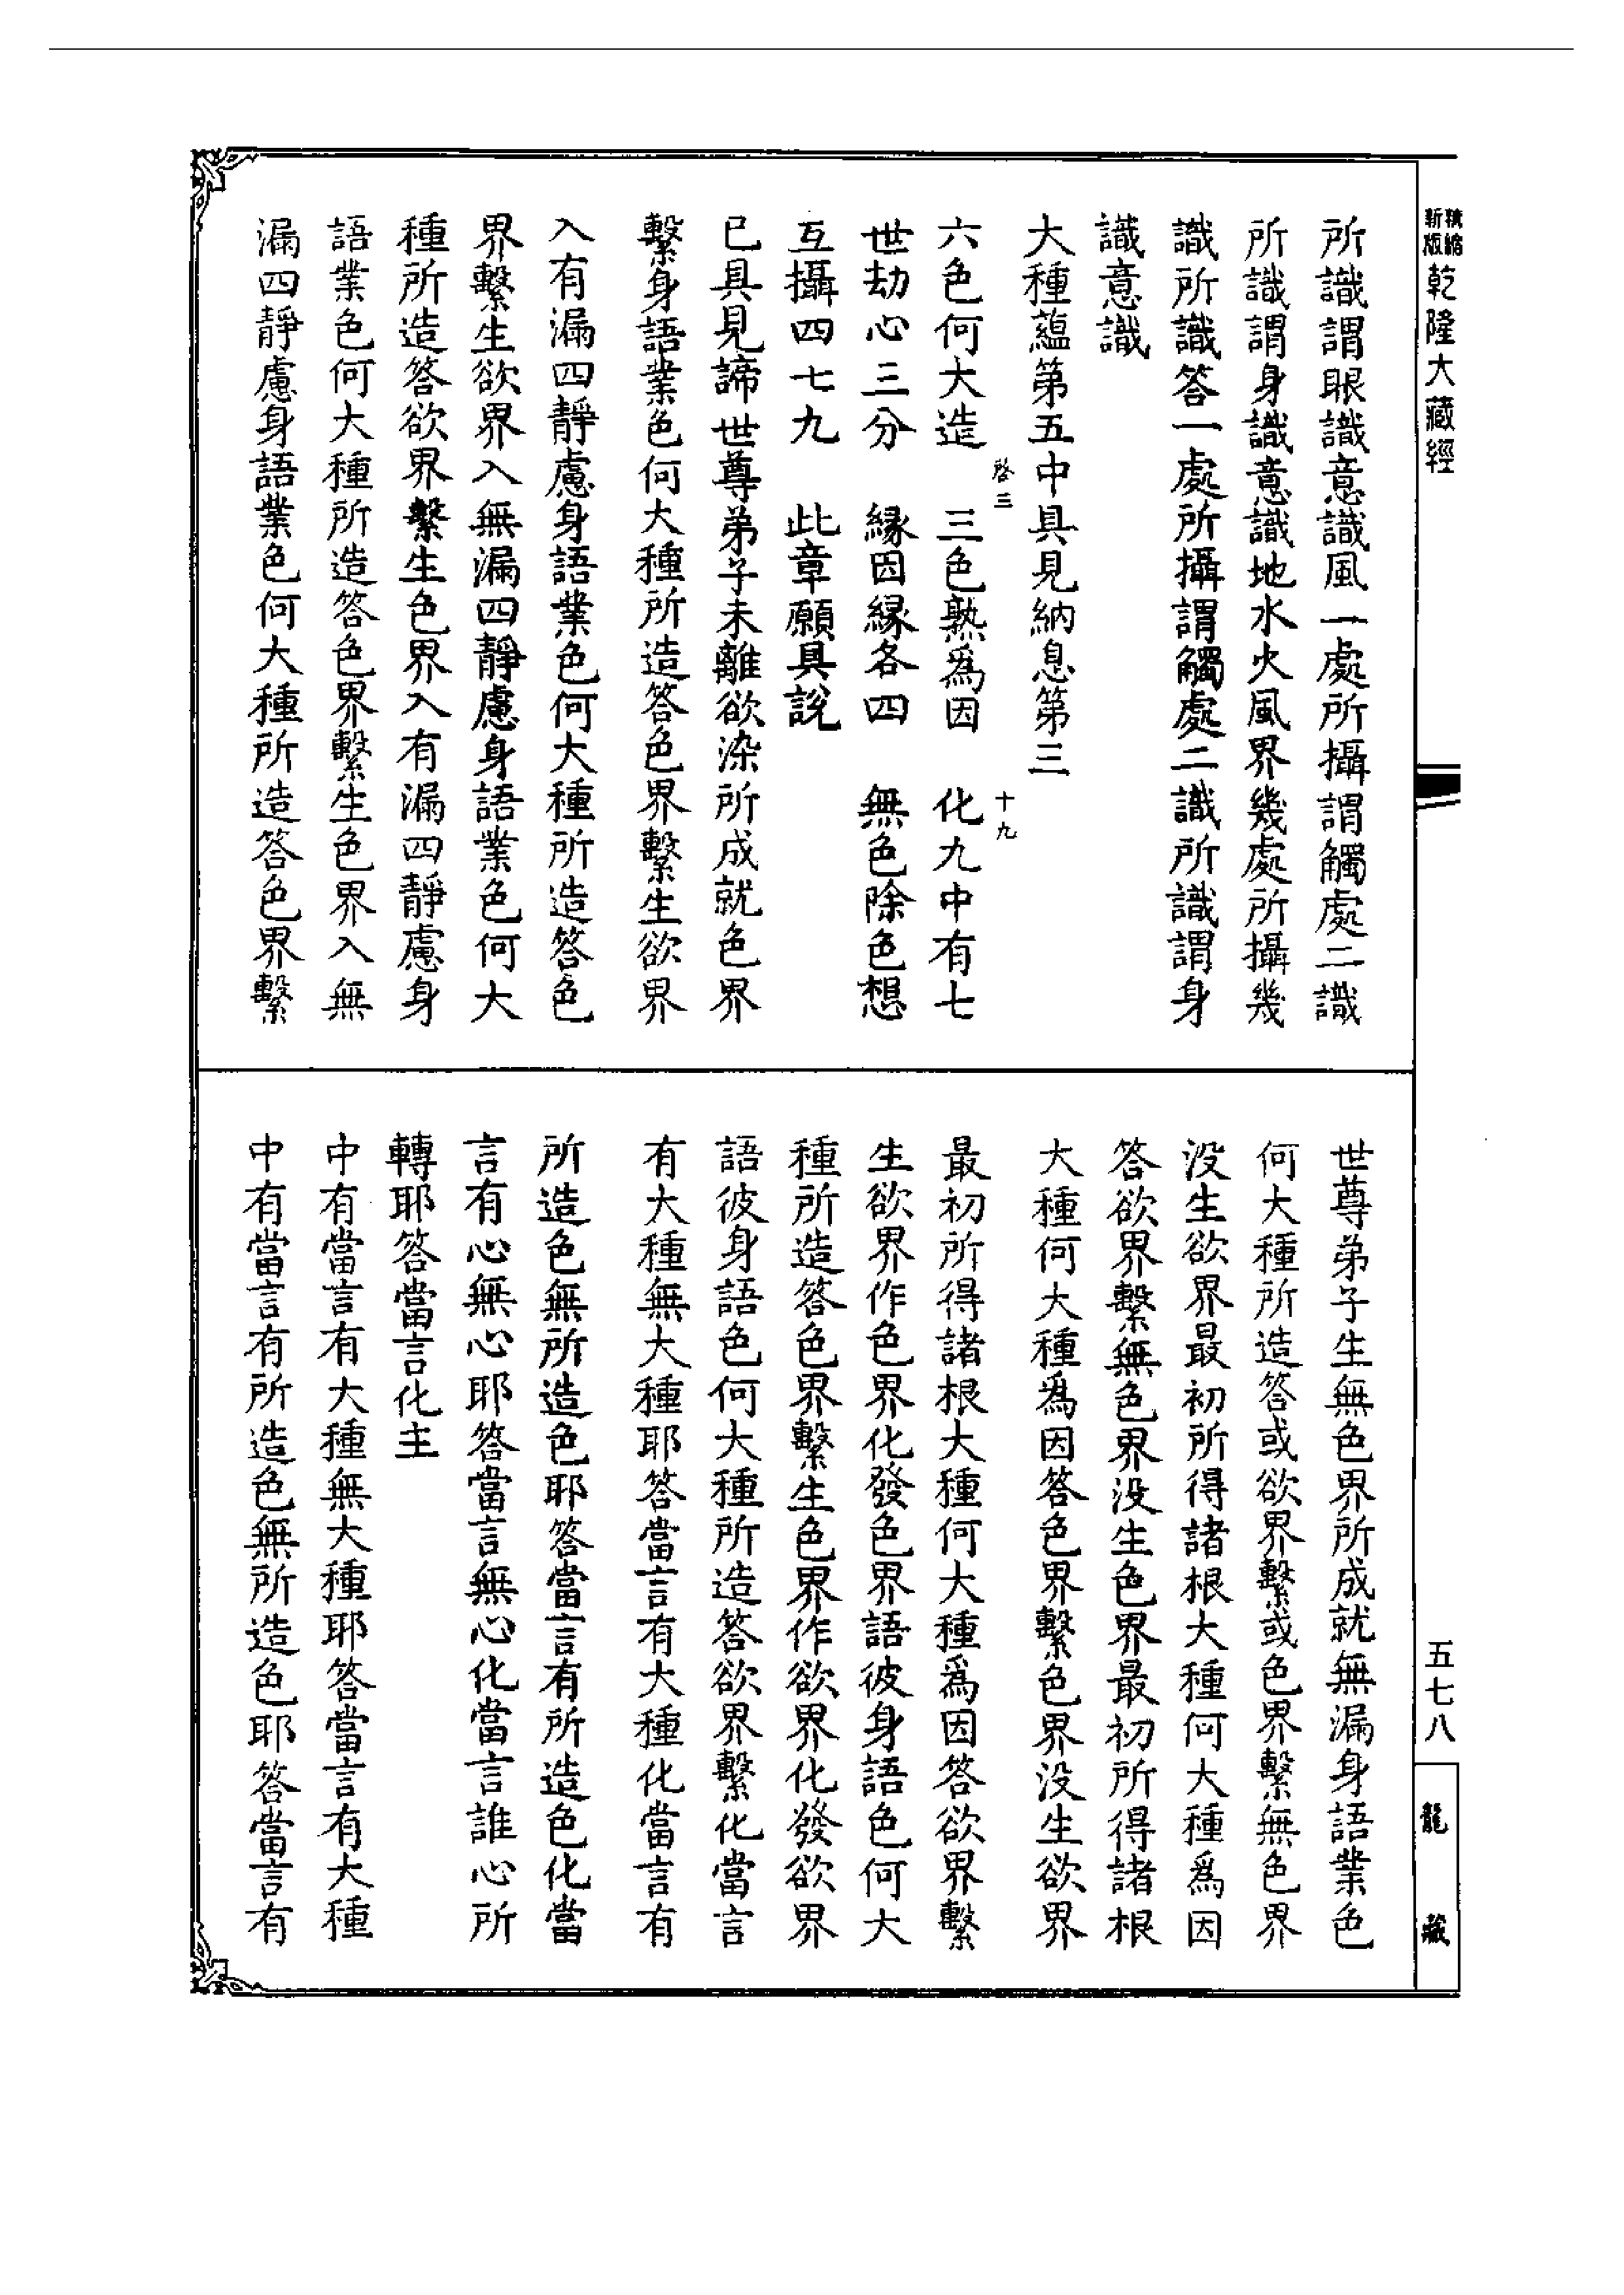 新版精縮乾隆大藏經
所識謂眼識意識風一處所攝謂觸處二識
所識謂身識意識地水火風界幾處所攝幾
識所識答一處所攝謂觸處二識所識謂身
識意識
大種蘊第五中具見納息第三
啓三 十九
六色何大造 三色熟爲因 化九中有七
世劫心三分 緣因緣各四 無色除色想
互攝四七九 此章願具說
已具見諦世尊弟子未離欲染所成就色界
繫身語業色何大種所造答色界繫生欲界
入有漏四靜慮身語業色何大種所造答色
界繫生欲界入無漏四靜慮身語業色何大
種所造答欲界繫生色界入有漏四靜慮身
語業色何大種所造答色界繫生色界入無
漏四靜慮身語業色何大種所造答色界繫
世尊弟子生無色界所成就無漏身語業色
何大種所造答或欲界繫或色界繫無色界
没生欲界最初所得諸根大種何大種爲因
答欲界繫無色界没生色界最初所得諸根
大種何大種爲因答色界繫色界没生欲界
最初所得諸根大種何大種爲因答欲界繫
生欲界作色界化發色界語彼身語色何大
種所造答色界繫生色界作欲界化發欲界
語彼身語色何大種所造答欲界繫化當言
有大種無大種耶答當言有大種化當言有
所造色無所造色耶答當言有所造色化當
言有心無心耶答當言無心化當言誰心所
轉耶答當言化主
中有當言有大種無大種耶答當言有大種
中有當言有所造色無所造色耶答當言有
五七八
龍藏